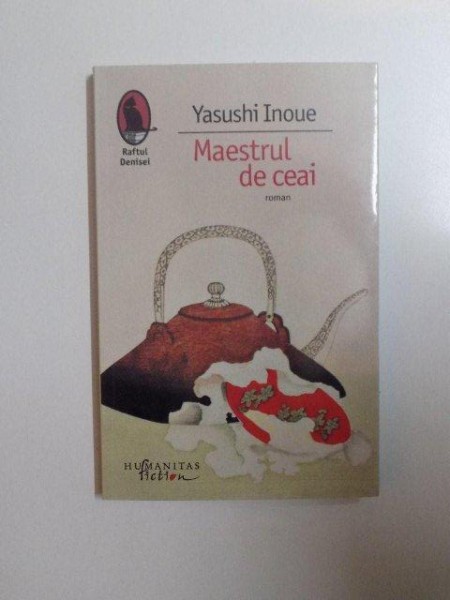 Raftul
Denisei
Yasushi Inoue
Maestrul
de ceai
roman
HUMANITAS
fiction